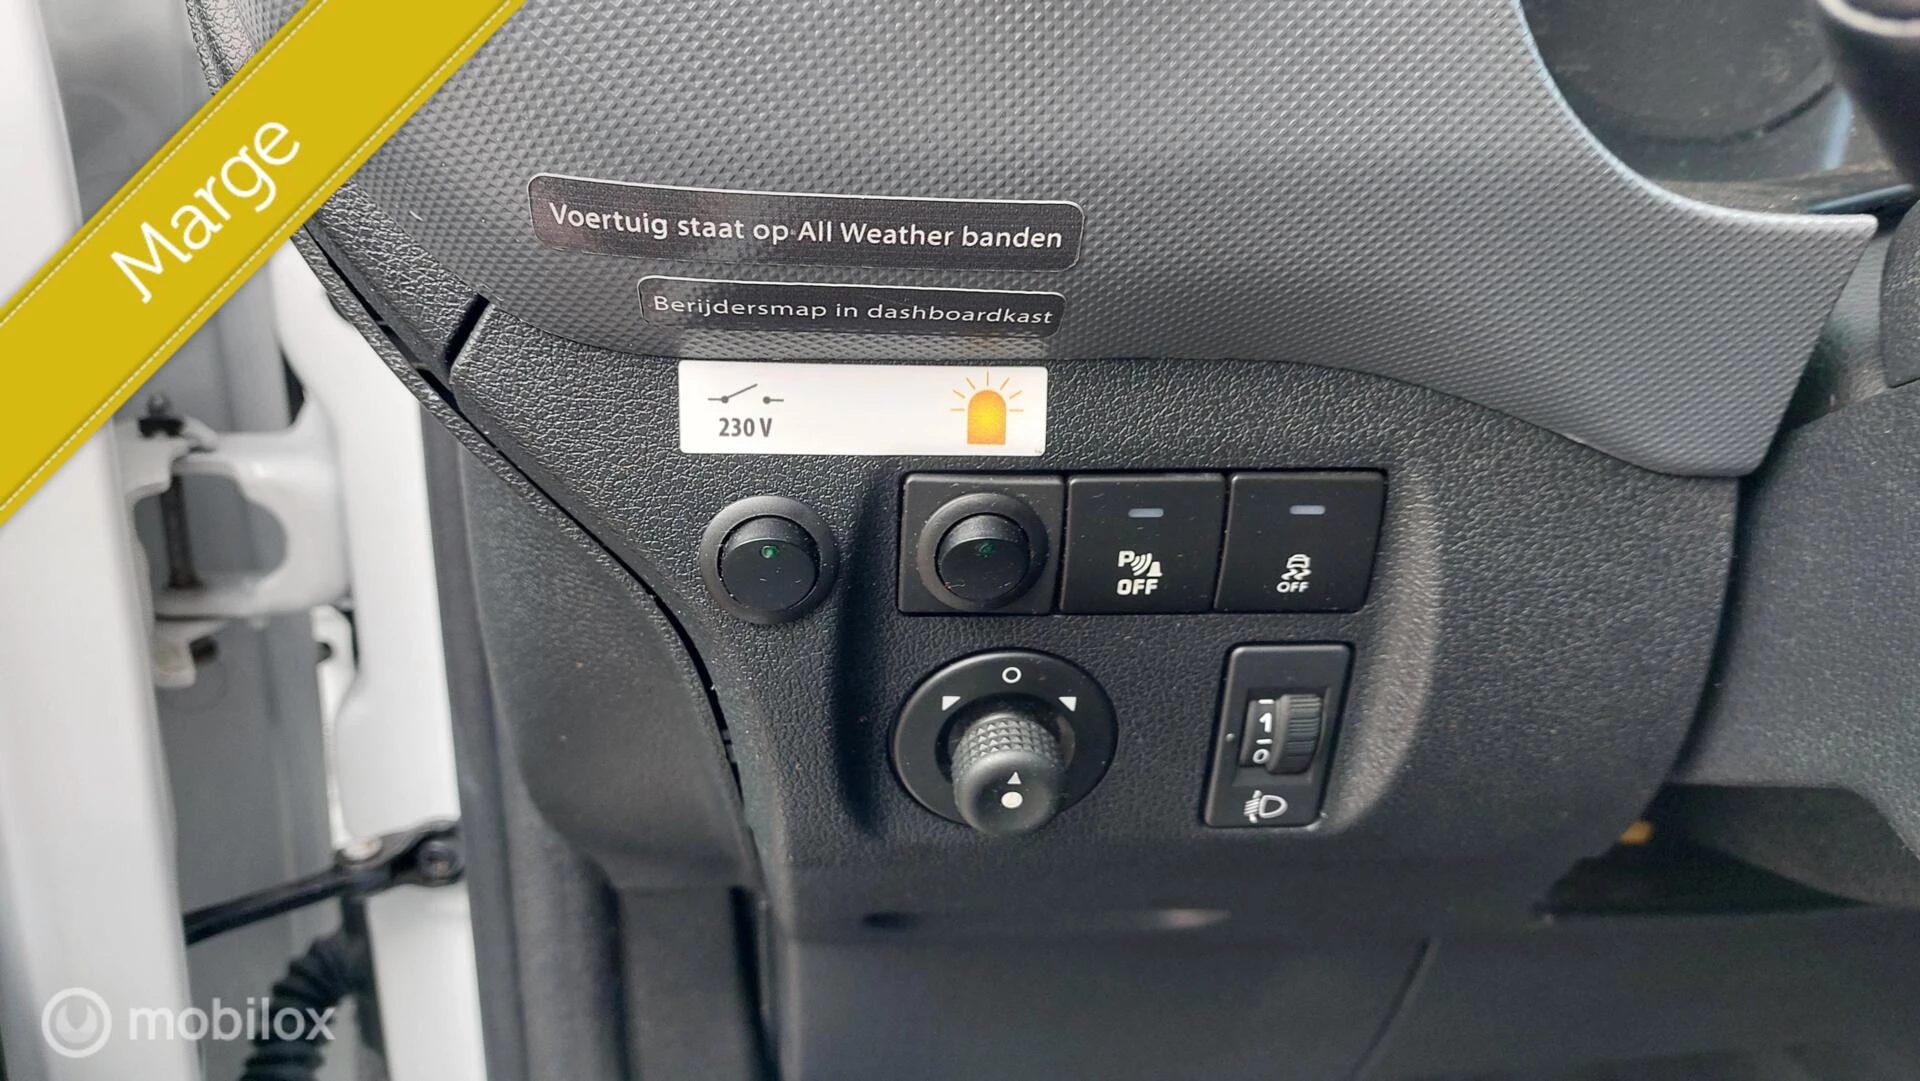 Marge
Voertuig staat op All Weather banden
Berijdersmap in dashboardkast
230 V
P OFF
OFF
1
0
mobilox